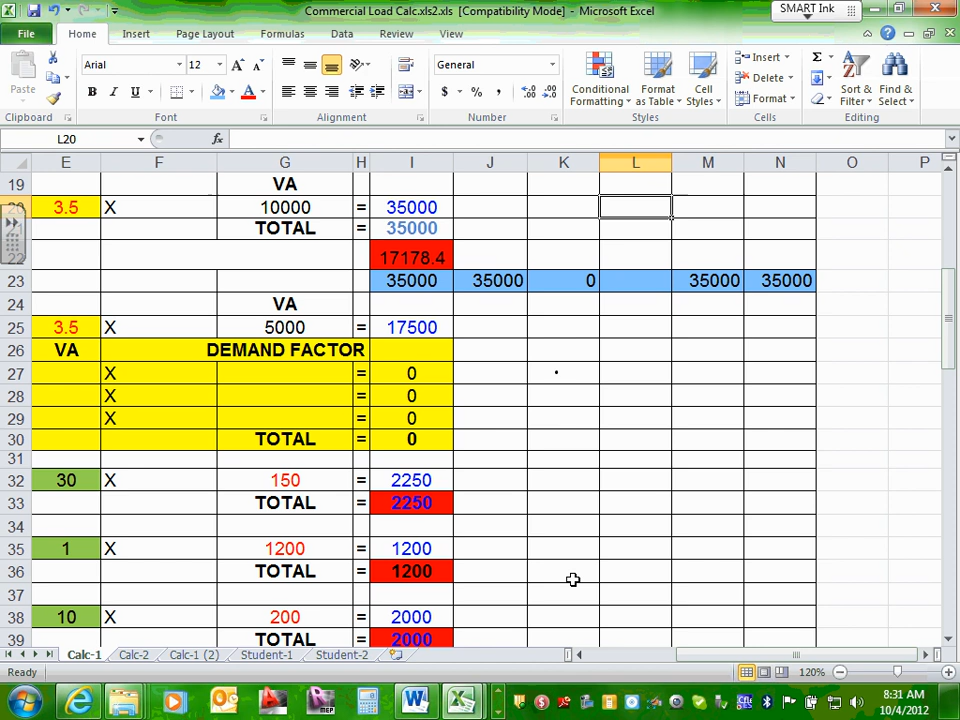 Commercial Load Calc.xls2.xls [Compatibility Mode] - Microsoft Excel
SMART Ink
File Home Insert Page Layout Formulas Data Review View
Paste
Arial 12
General
B I U
A A
$ % ,
Conditional Formatting
Format as Table
Cell Styles
Insert
Delete
Format
Σ
Sort & Filter
Find & Select
Clipboard Font Alignment Number Styles Cells Editing
L20 fx
E F G H I J K L M N O P
19 VA
20 3.5 X 10000 = 35000
21 TOTAL = 35000
22 17178.4
23 35000 35000 0 35000 35000
24 VA
25 3.5 X 5000 = 17500
26 VA DEMAND FACTOR
27 X = 0
28 X = 0
29 X = 0
30 TOTAL = 0
31
32 30 X 150 = 2250
33 TOTAL = 2250
34
35 1 X 1200 = 1200
36 TOTAL = 1200
37
38 10 X 200 = 2000
39 TOTAL = 2000
Calc-1 Calc-2 Calc-1 (2) Student-1 Student-2
Ready 120%
8:31 AM
10/4/2012